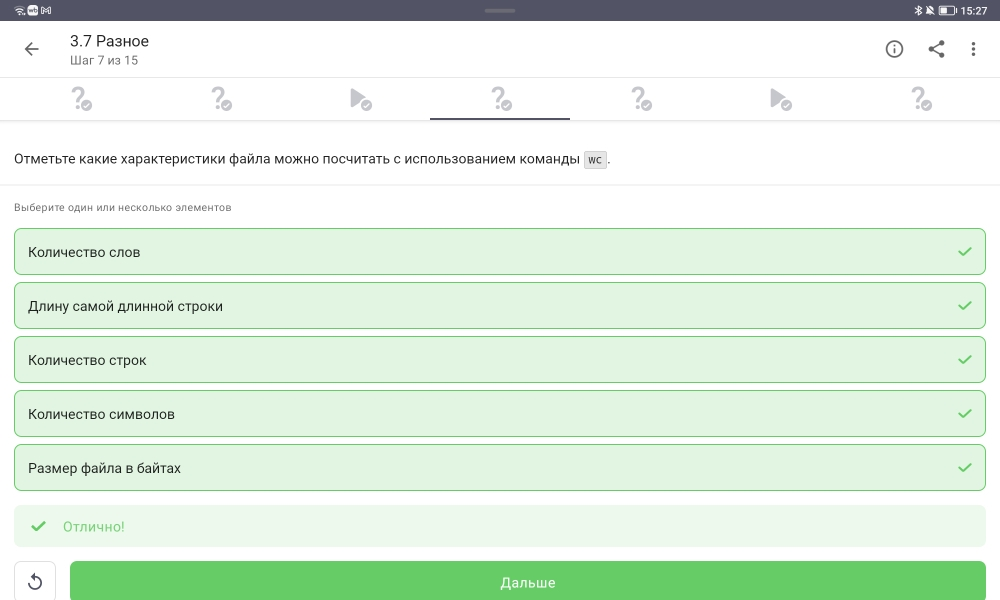 15:27
3.7 Разное
Шаг 7 из 15
Отметьте какие характеристики файла можно посчитать с использованием команды wc.
Выберите один или несколько элементов
Количество слов
Длину самой длинной строки
Количество строк
Количество символов
Размер файла в байтах
Отлично!
Дальше